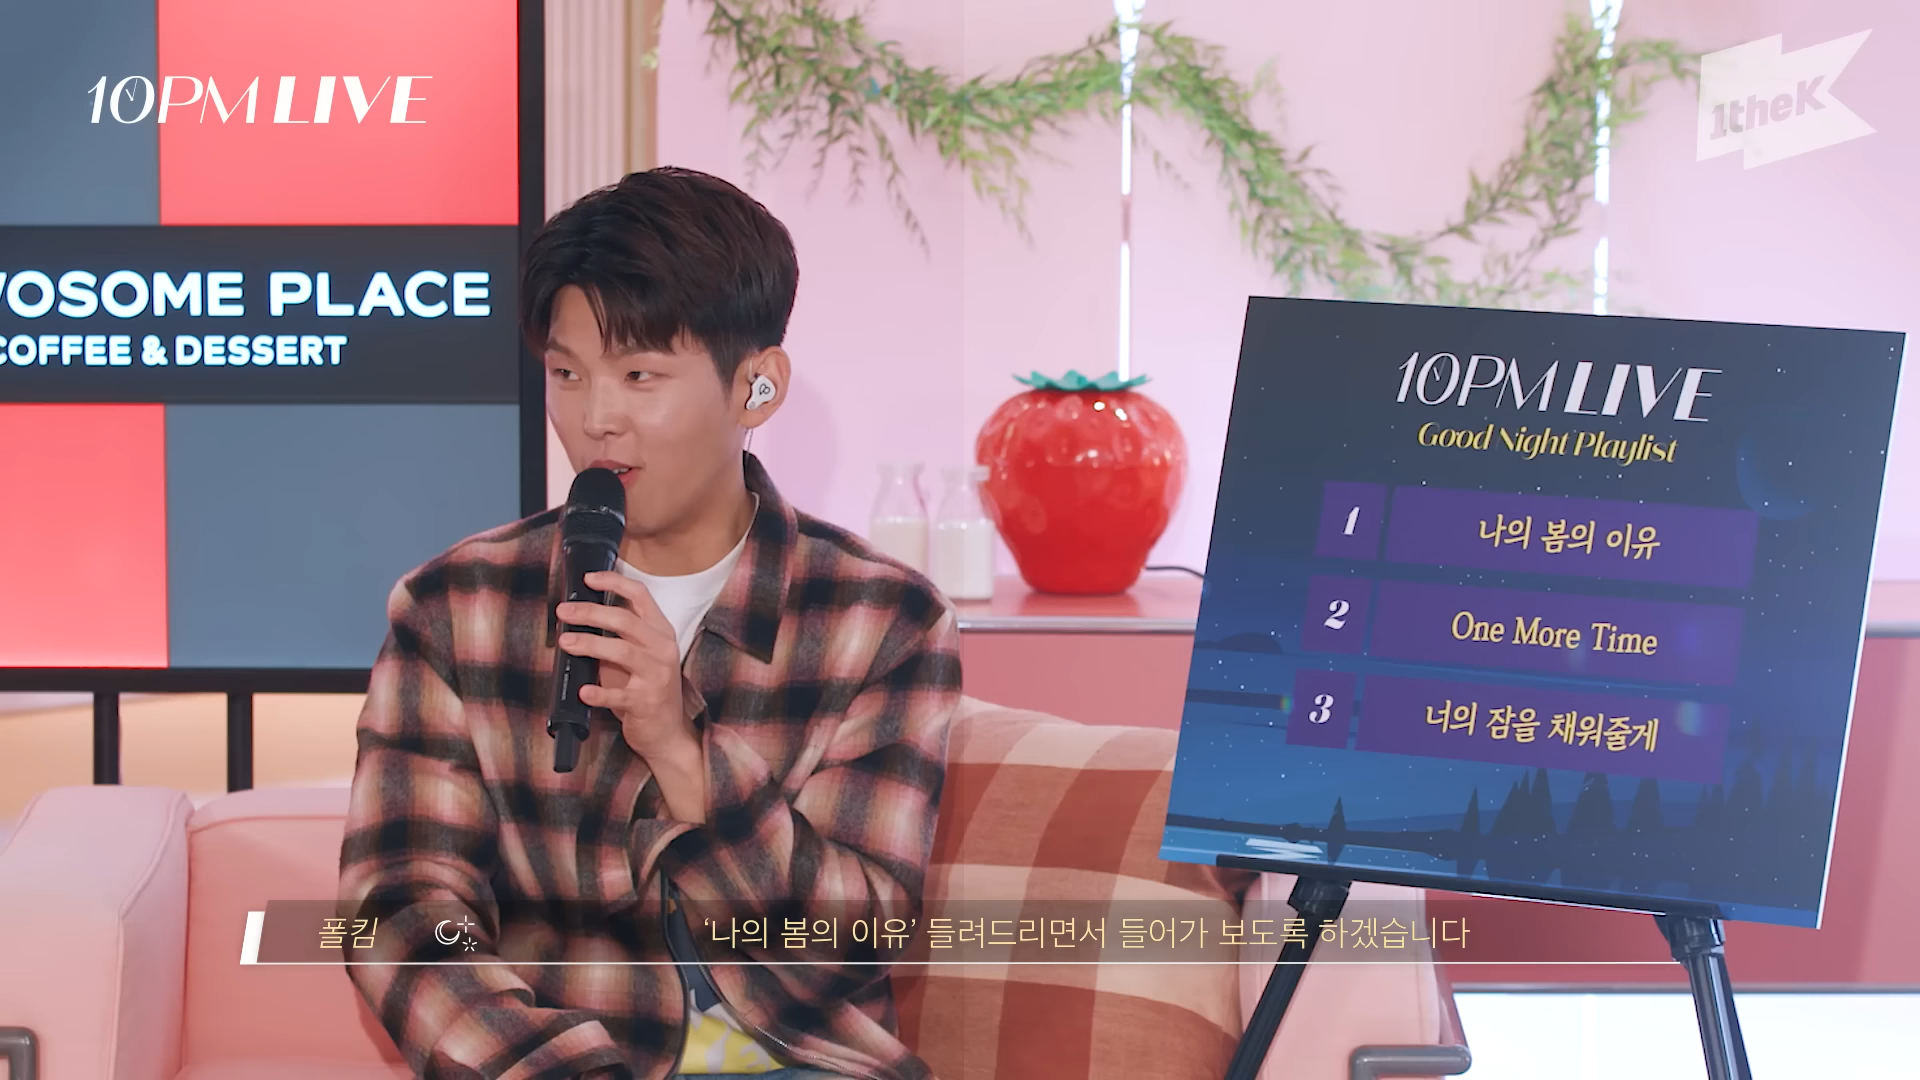 10PM LIVE
1theK
OSOME PLACE
COFFEE & DESSERT
10PM LIVE
Good Night Playlist
1 나의 봄의 이유
2 One More Time
3 너의 잠을 채워줄게
폴킴 ‘나의 봄의 이유’ 들려드리면서 들어가 보도록 하겠습니다